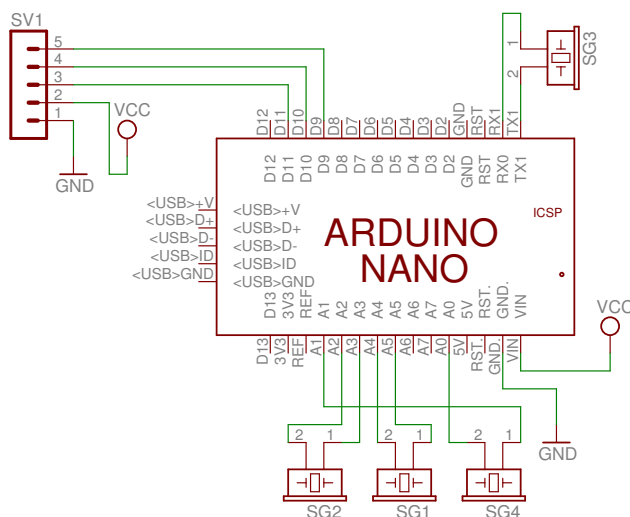 SV1
5
4
3
2
1
VCC
GND
1
2
SG3
D12
D11
D10
D9
D8
D7
D6
D5
D4
D3
D2
GND
RST
RX1
TX1
D12
D11
D10
D9
D8
D7
D6
D5
D4
D3
D2
GND
RST
RX0
TX1
<USB>+V
<USB>D+
<USB>D-
<USB>ID
<USB>GND
<USB>+V
<USB>D+
<USB>D-
<USB>ID
<USB>GND
ICSP
ARDUINO
NANO
D13
3V3
REF
A1
A2
A3
A4
A5
A6
A7
A0
5V
RST.
GND.
VIN
D13
3V3
REF
A1
A2
A3
A4
A5
A6
A7
A0
5V
RST.
GND.
VIN
VCC
GND
2
1
SG2
2
1
SG1
2
1
SG4